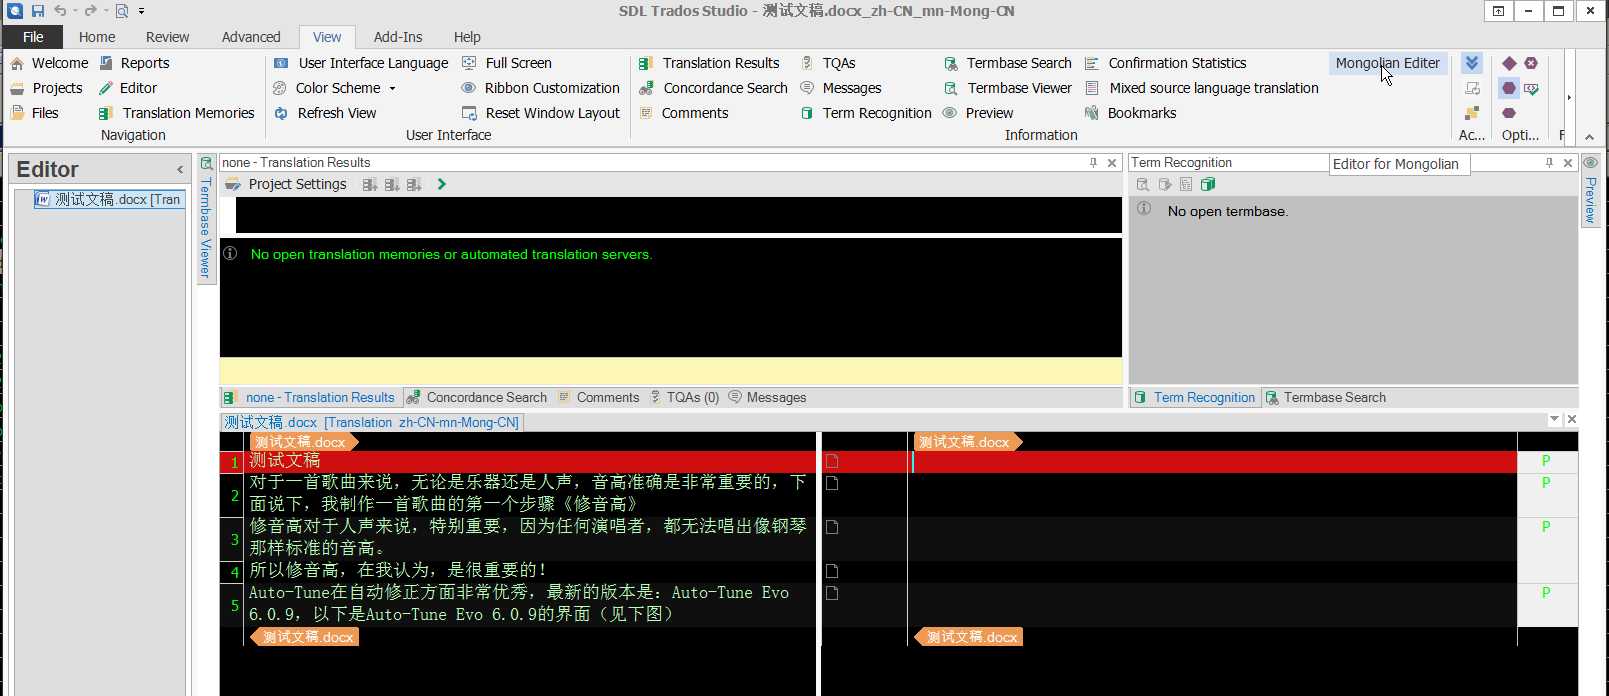 SDL Trados Studio - 测试文稿.docx_zh-CN_mn-Mong-CN
File Home Review Advanced View Add-Ins Help
Welcome Reports User Interface Language Full Screen Translation Results TQAs Termbase Search Confirmation Statistics Mongolian Editer
Projects Editor Color Scheme Ribbon Customization Concordance Search Messages Termbase Viewer Mixed source language translation
Files Translation Memories Refresh View Reset Window Layout Comments Term Recognition Preview Bookmarks
Navigation User Interface Information Ac... Opti... F
Editor
测试文稿.docx [Tran
Termbase Viewer
none - Translation Results
Project Settings
No open translation memories or automated translation servers.
Term Recognition
Editor for Mongolian
No open termbase.
Preview
none - Translation Results Concordance Search Comments TQAs (0) Messages
Term Recognition Termbase Search
测试文稿.docx [Translation zh-CN-mn-Mong-CN]
测试文稿.docx 测试文稿.docx
1 测试文稿 P
2 对于一首歌曲来说，无论是乐器还是人声，音高准确是非常重要的，下 P
面说下，我制作一首歌曲的第一个步骤《修音高》
3 修音高对于人声来说，特别重要，因为任何演唱者，都无法唱出像钢琴 P
那样标准的音高。
4 所以修音高，在我认为，是很重要的！
5 Auto-Tune在自动修正方面非常优秀，最新的版本是：Auto-Tune Evo P
6.0.9，以下是Auto-Tune Evo 6.0.9的界面（见下图）
测试文稿.docx 测试文稿.docx